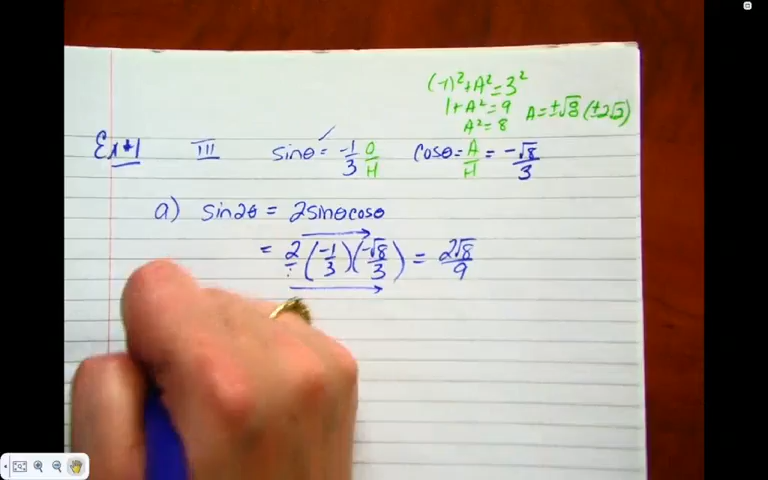 (-1)²+A²=3²
1+A²=9 A=±√8 (±2√2)
A²=8
Ex #1 III sinθ= -1/3 O/H cosθ= A/H = -√8/3
a) sin2θ = 2sinθcosθ
= 2/1 (-1/3)(-√8/3) = 2√8/9